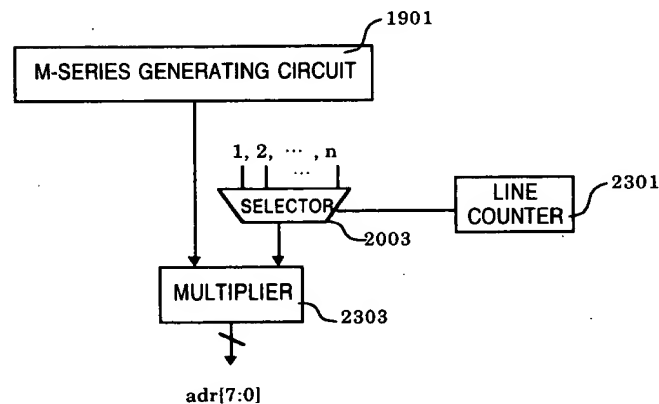 1901
M-SERIES GENERATING CIRCUIT
1, 2, ··· , n
···
SELECTOR
LINE
COUNTER
2301
2003
MULTIPLIER
2303
adr[7:0]